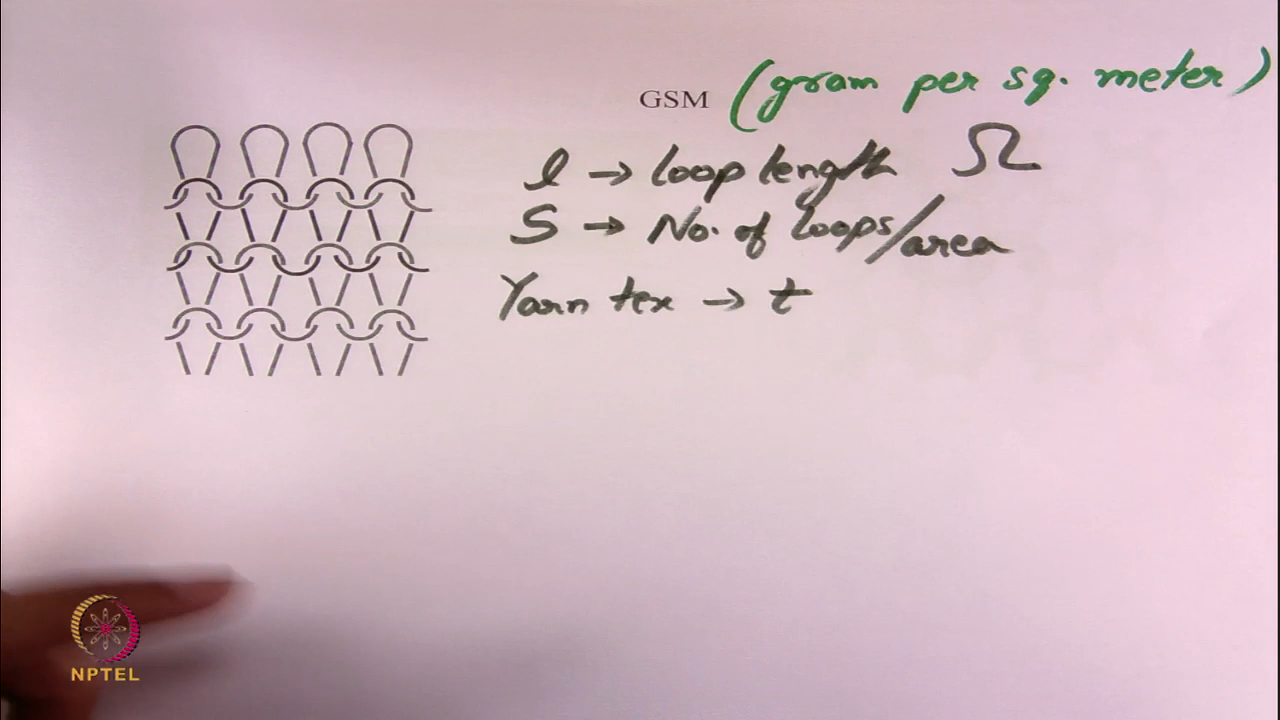 GSM (gram per sq. meter)
l → loop length
S → No. of loops/area
Yarn tex → t
NPTEL